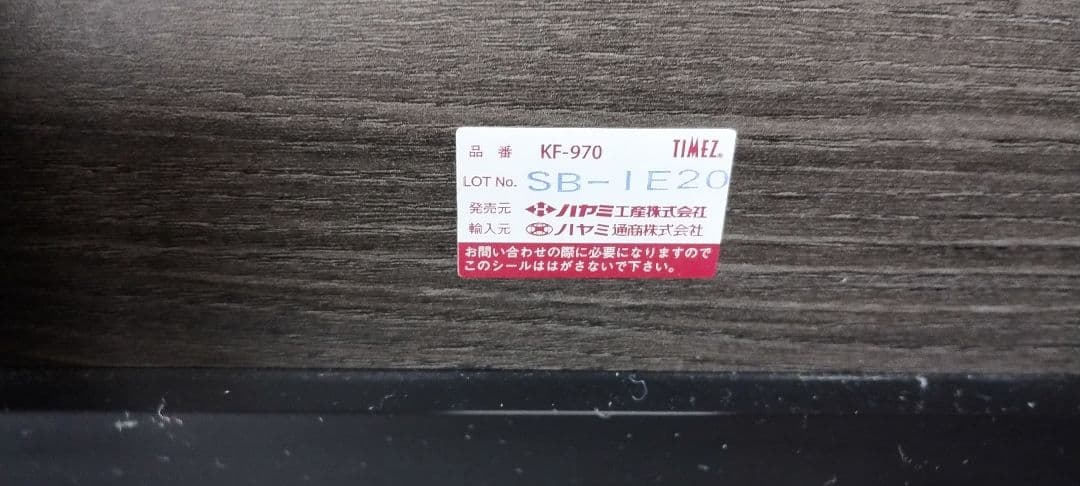 品番 KF-970 TIMEZ®
LOT No. SB-1E20
発売元 ハヤミ工産株式会社
輸入元 ハヤミ通商株式会社
お問い合わせの際に必要になりますので
このシールははがさないで下さい。